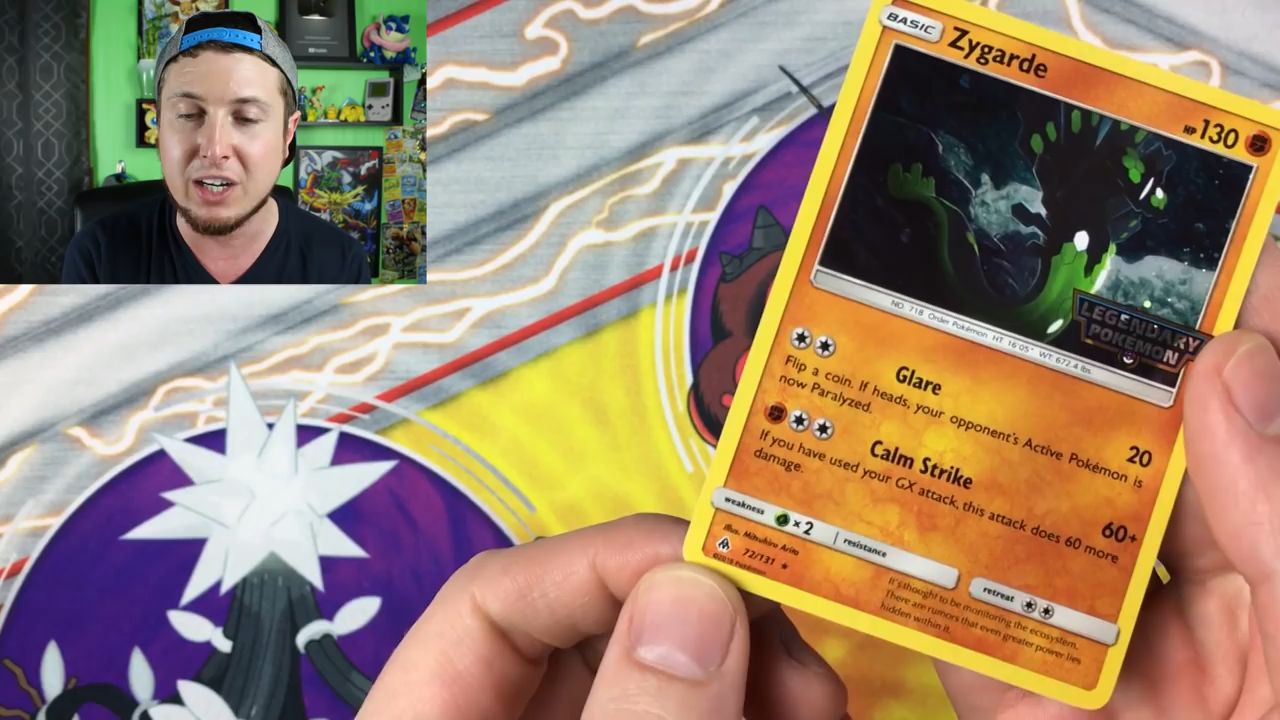 BASIC Zygarde HP 130
NO. 718 Order Pokémon HT: 16'05" WT: 672.4 lbs.
LEGENDARY
POKÉMON
Glare 20
Flip a coin. If heads, your opponent's Active Pokémon is
now Paralyzed.
Calm Strike 60+
If you have used your GX attack, this attack does 60 more
damage.
weakness ×2 resistance retreat
Illus. Mitsuhiro Arita
72/131 ★
©2018 Pokémon
It's thought to be monitoring the ecosystem.
There are rumors that even greater power lies
hidden within it.